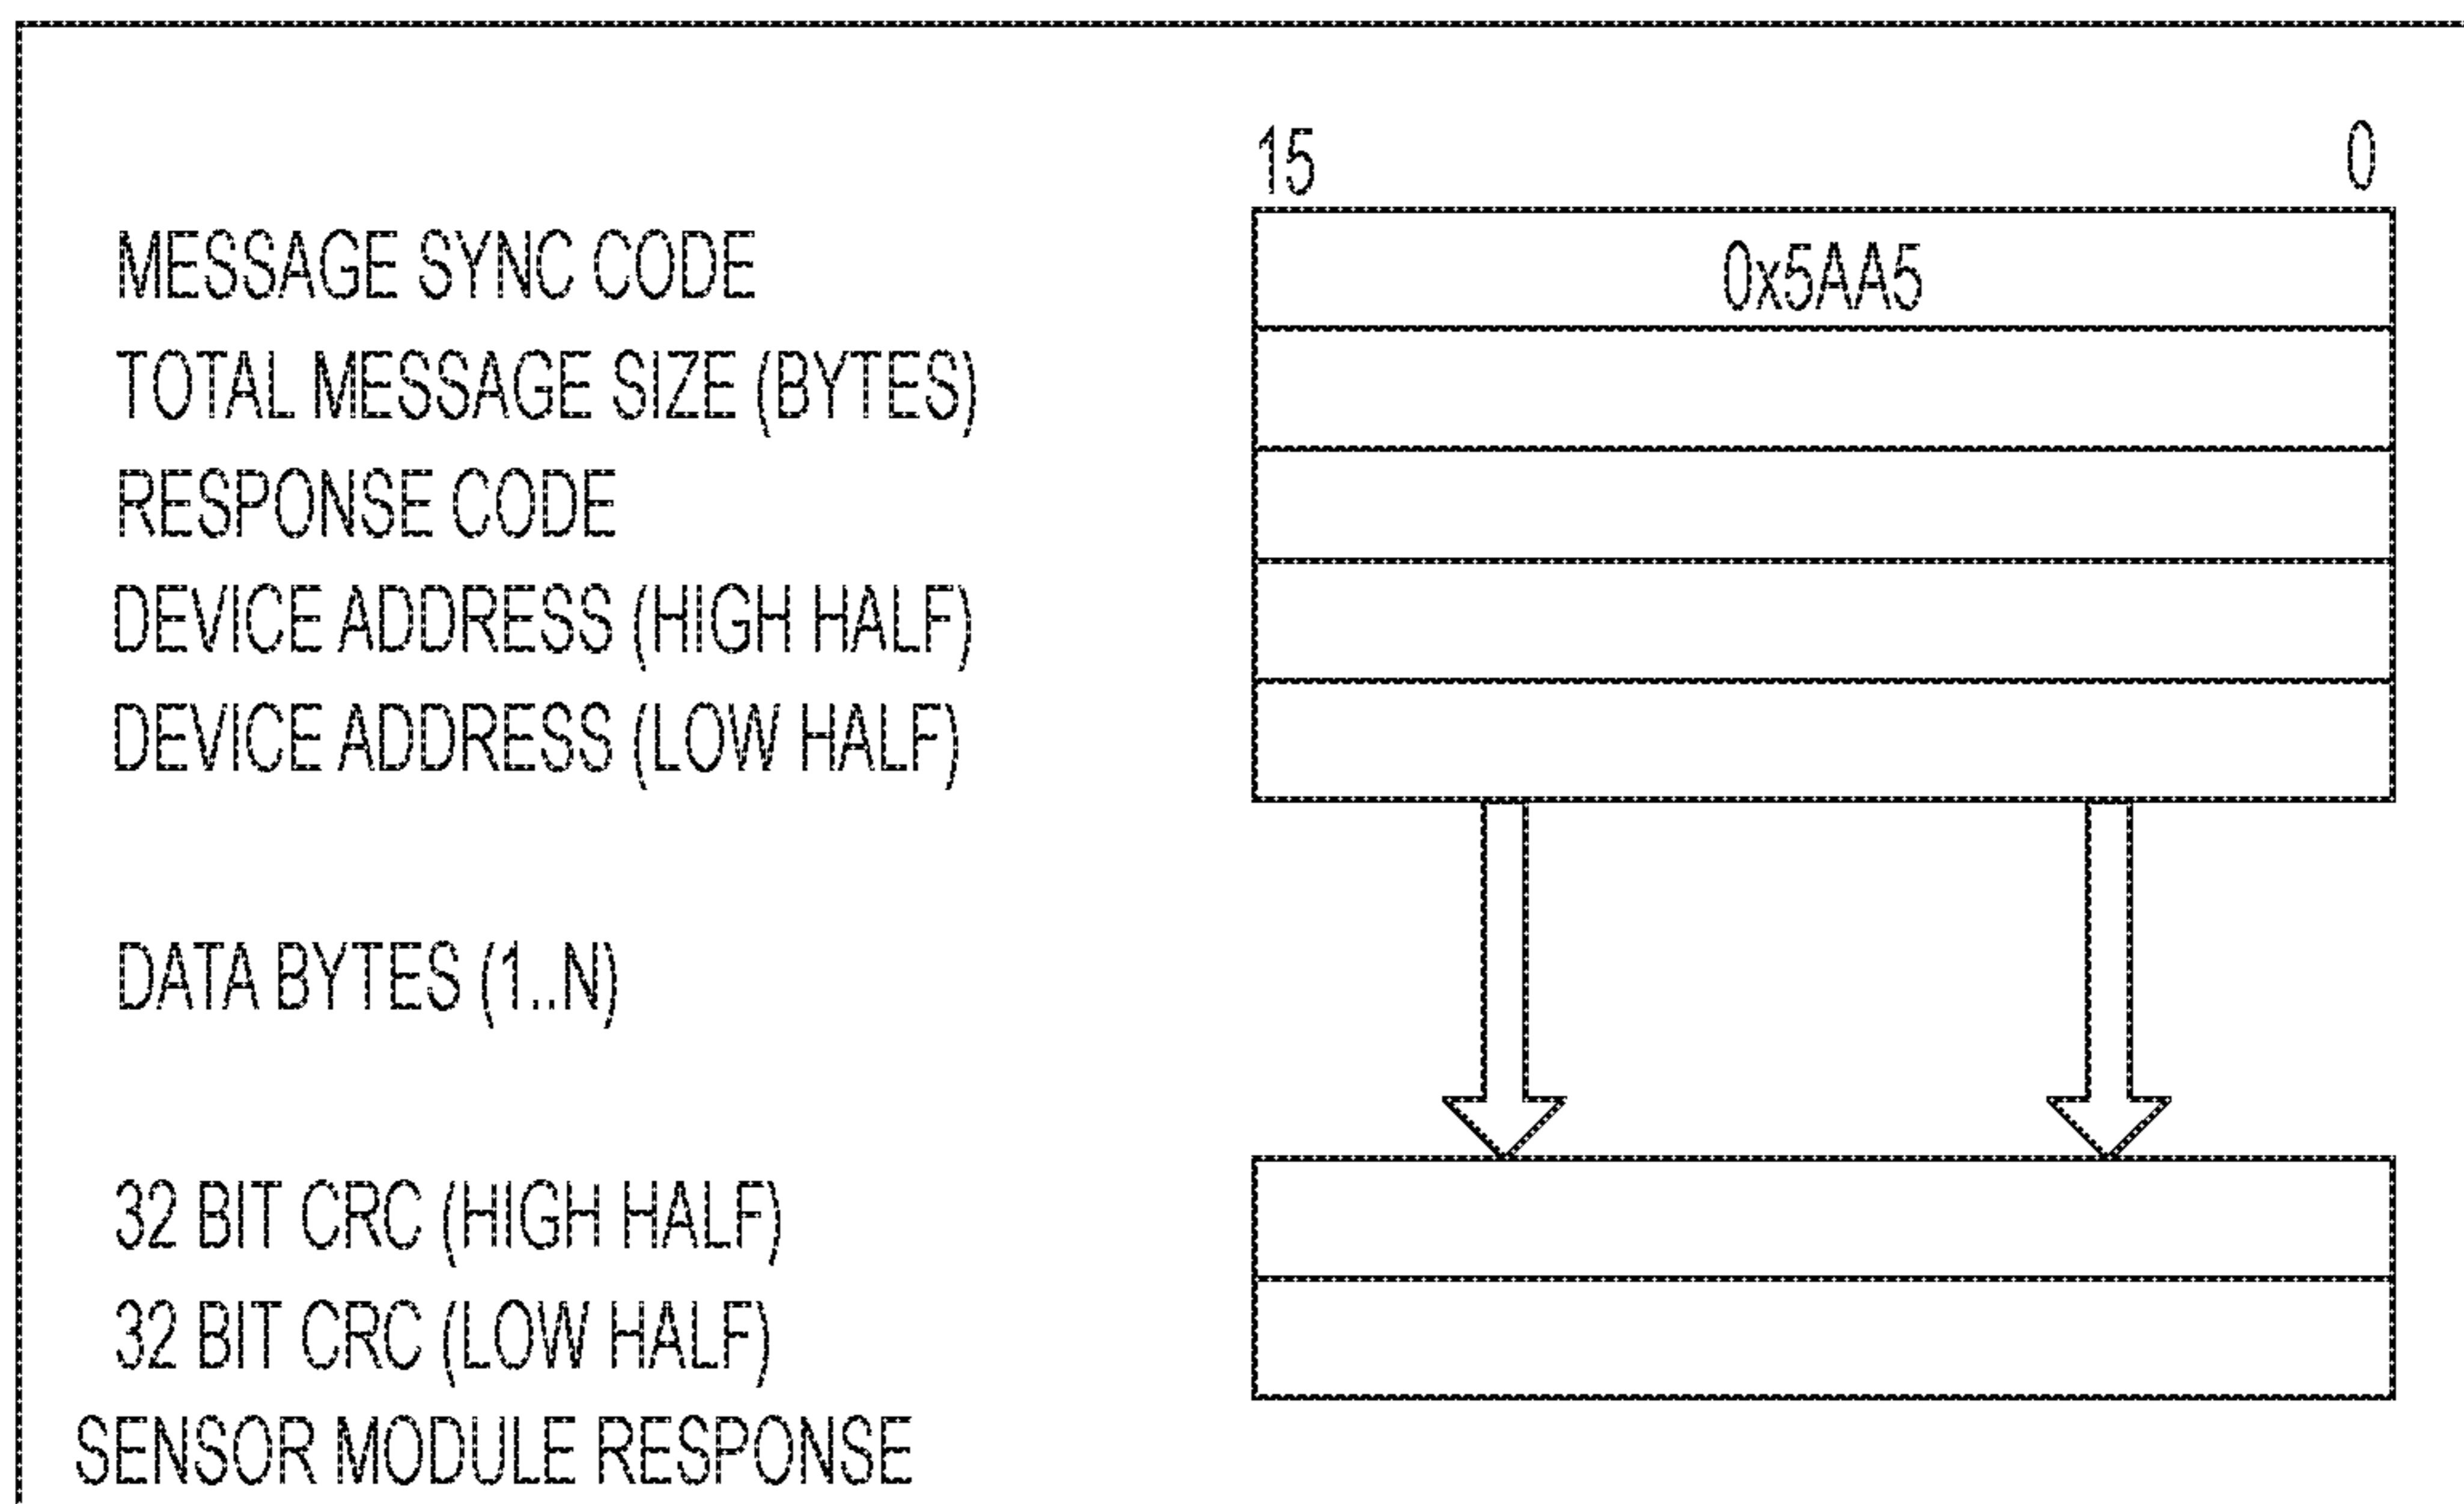 15 0
MESSAGE SYNC CODE 0x5AA5
TOTAL MESSAGE SIZE (BYTES)
RESPONSE CODE
DEVICE ADDRESS (HIGH HALF)
DEVICE ADDRESS (LOW HALF)
DATA BYTES (1..N)
32 BIT CRC (HIGH HALF)
32 BIT CRC (LOW HALF)
SENSOR MODULE RESPONSE